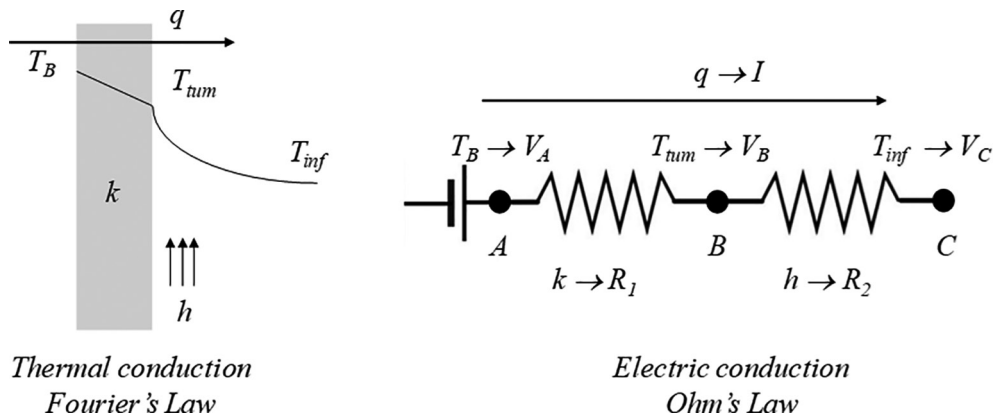 q
T_B
T_tum
T_inf
k
h
Thermal conduction
Fourier's Law
q → I
T_B → V_A
T_tum → V_B
T_inf → V_C
A
B
C
k → R_1
h → R_2
Electric conduction
Ohm's Law